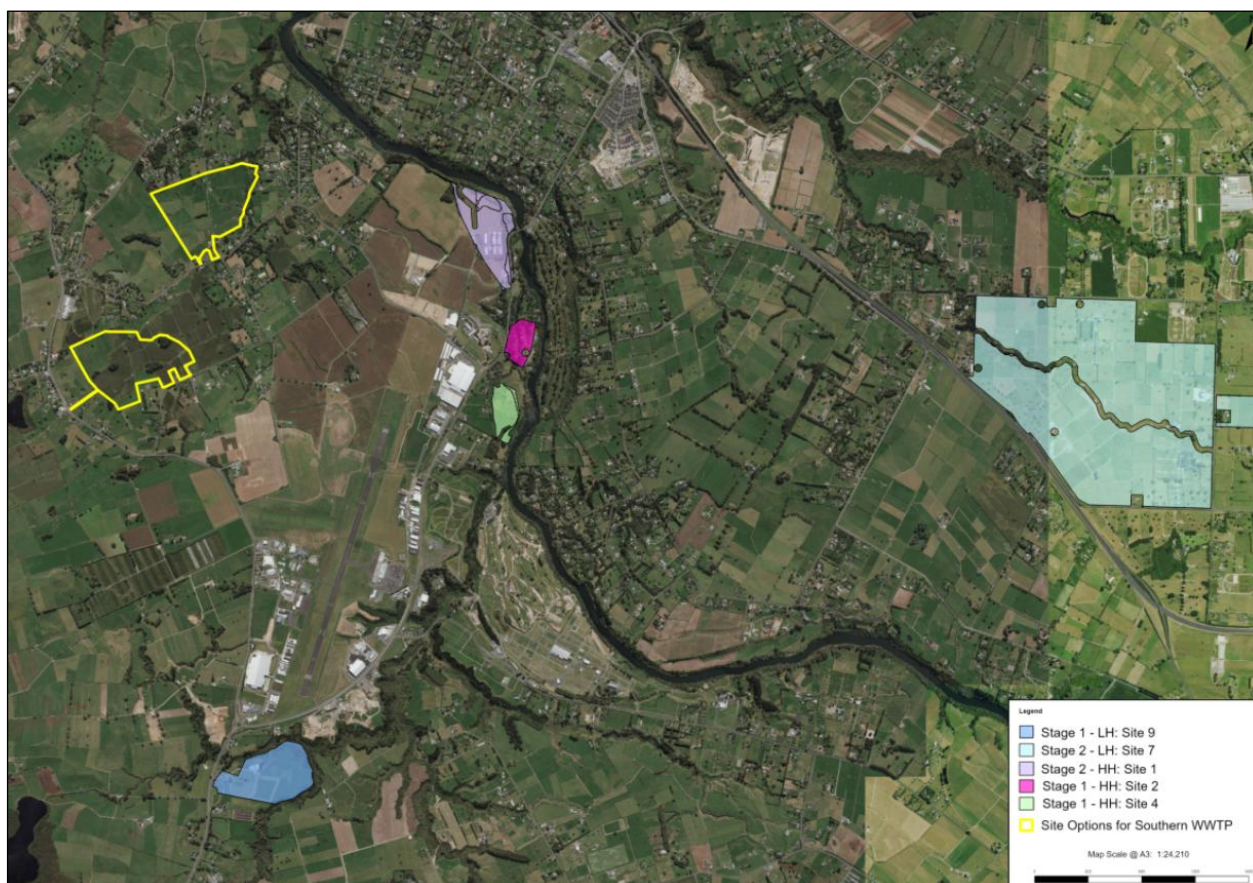 Legend
Stage 1 - LH: Site 9
Stage 2 - LH: Site 7
Stage 2 - HH: Site 1
Stage 1 - HH: Site 2
Stage 1 - HH: Site 4
Site Options for Southern WWTP
Map Scale @ A3: 1:24,210